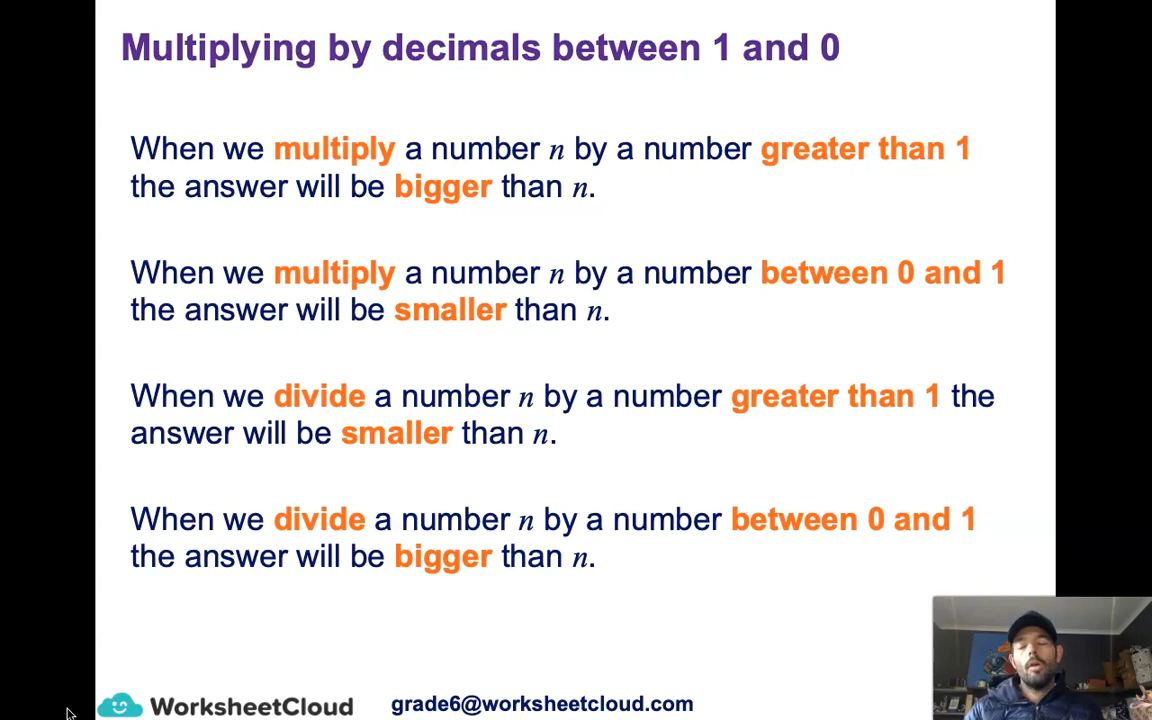 Multiplying by decimals between 1 and 0
When we multiply a number n by a number greater than 1
the answer will be bigger than n.
When we multiply a number n by a number between 0 and 1
the answer will be smaller than n.
When we divide a number n by a number greater than 1 the
answer will be smaller than n.
When we divide a number n by a number between 0 and 1
the answer will be bigger than n.
WorksheetCloud grade6@worksheetcloud.com